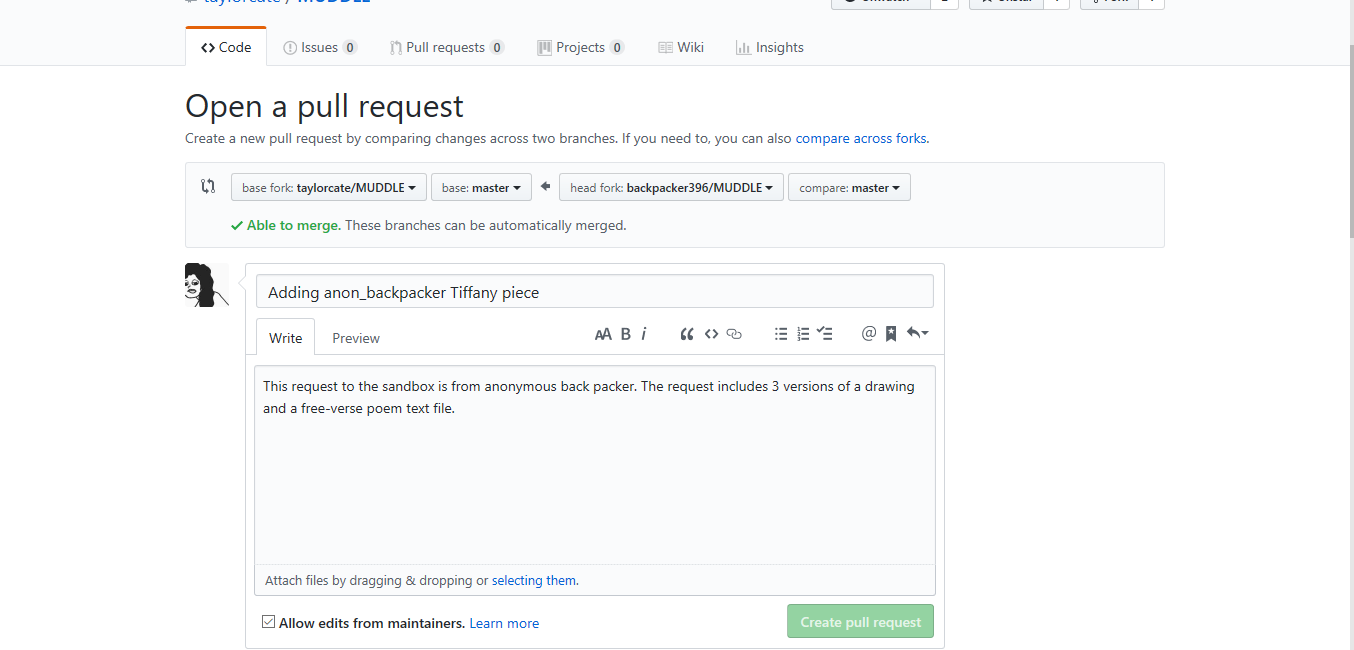 taylorcate / MUDDLE
Code Issues 0 Pull requests 0 Projects 0 Wiki Insights
Open a pull request
Create a new pull request by comparing changes across two branches. If you need to, you can also compare across forks.
base fork: taylorcate/MUDDLE base: master head fork: backpacker396/MUDDLE compare: master
Able to merge. These branches can be automatically merged.
Adding anon_backpacker Tiffany piece
Write Preview AA B i @
This request to the sandbox is from anonymous back packer. The request includes 3 versions of a drawing
and a free-verse poem text file.
Attach files by dragging & dropping or selecting them.
Allow edits from maintainers. Learn more Create pull request